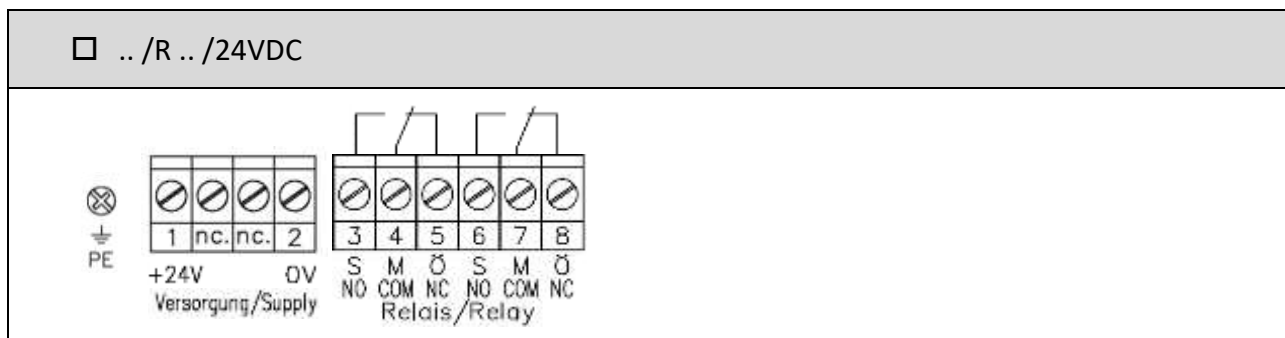 ☐ .. /R .. /24VDC
1 nc. nc. 2 3 4 5 6 7 8
PE
+24V 0V S M Ö S M Ö
NO COM NC NO COM NC
Versorgung/Supply Relais/Relay